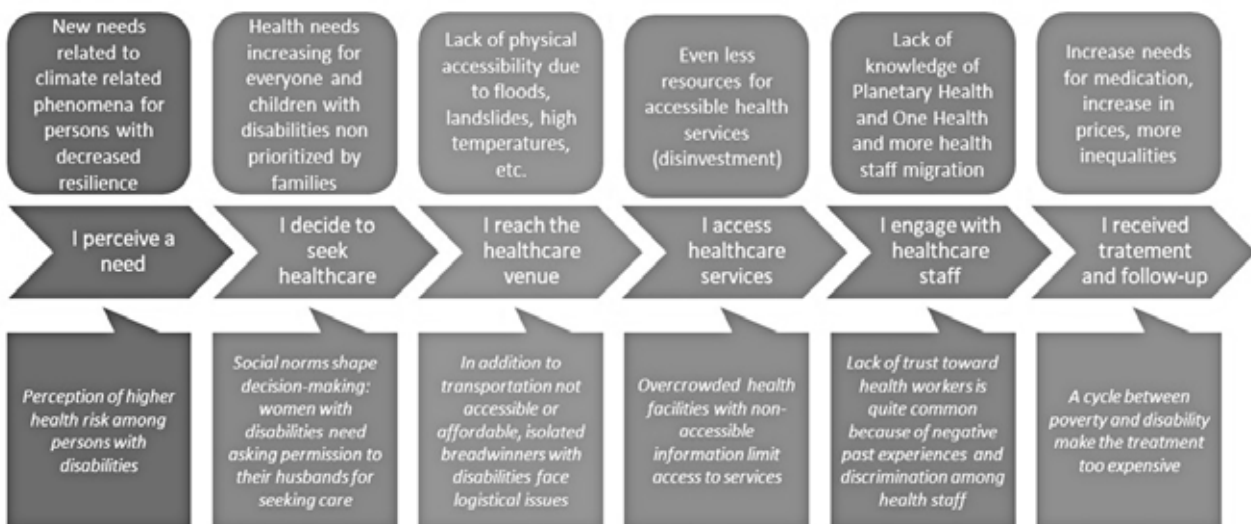 New needs
related to
climate related
phenomena for
persons with
decreased
resilience
Health needs
increasing for
everyone and
children with
disabilities non
prioritized by
families
Lack of physical
accessibility due
to floods,
landslides, high
temperatures,
etc.
Even less
resources for
accessible health
services
(disinvestment)
Lack of
knowledge of
Planetary Health
and One Health
and more health
staff migration
Increase needs
for medication,
increase in
prices, more
inequalities
I perceive a
need
I decide to
seek
healthcare
I reach the
healthcare
venue
I access
healthcare
services
I engage with
healthcare
staff
I received
tratement
and follow-up
Perception of higher
health risk among
persons with
disabilities
Social norms shape
decision-making:
women with
disabilities need
asking permission to
their husbands for
seeking care
In addition to
transportation not
accessible or
affordable, isolated
breadwinners with
disabilities face
logistical issues
Overcrowded health
facilities with non-
accessible
information limit
access to services
Lack of trust toward
health workers is
quite common
because of negative
past experiences and
discrimination among
health staff
A cycle between
poverty and disability
make the treatment
too expensive